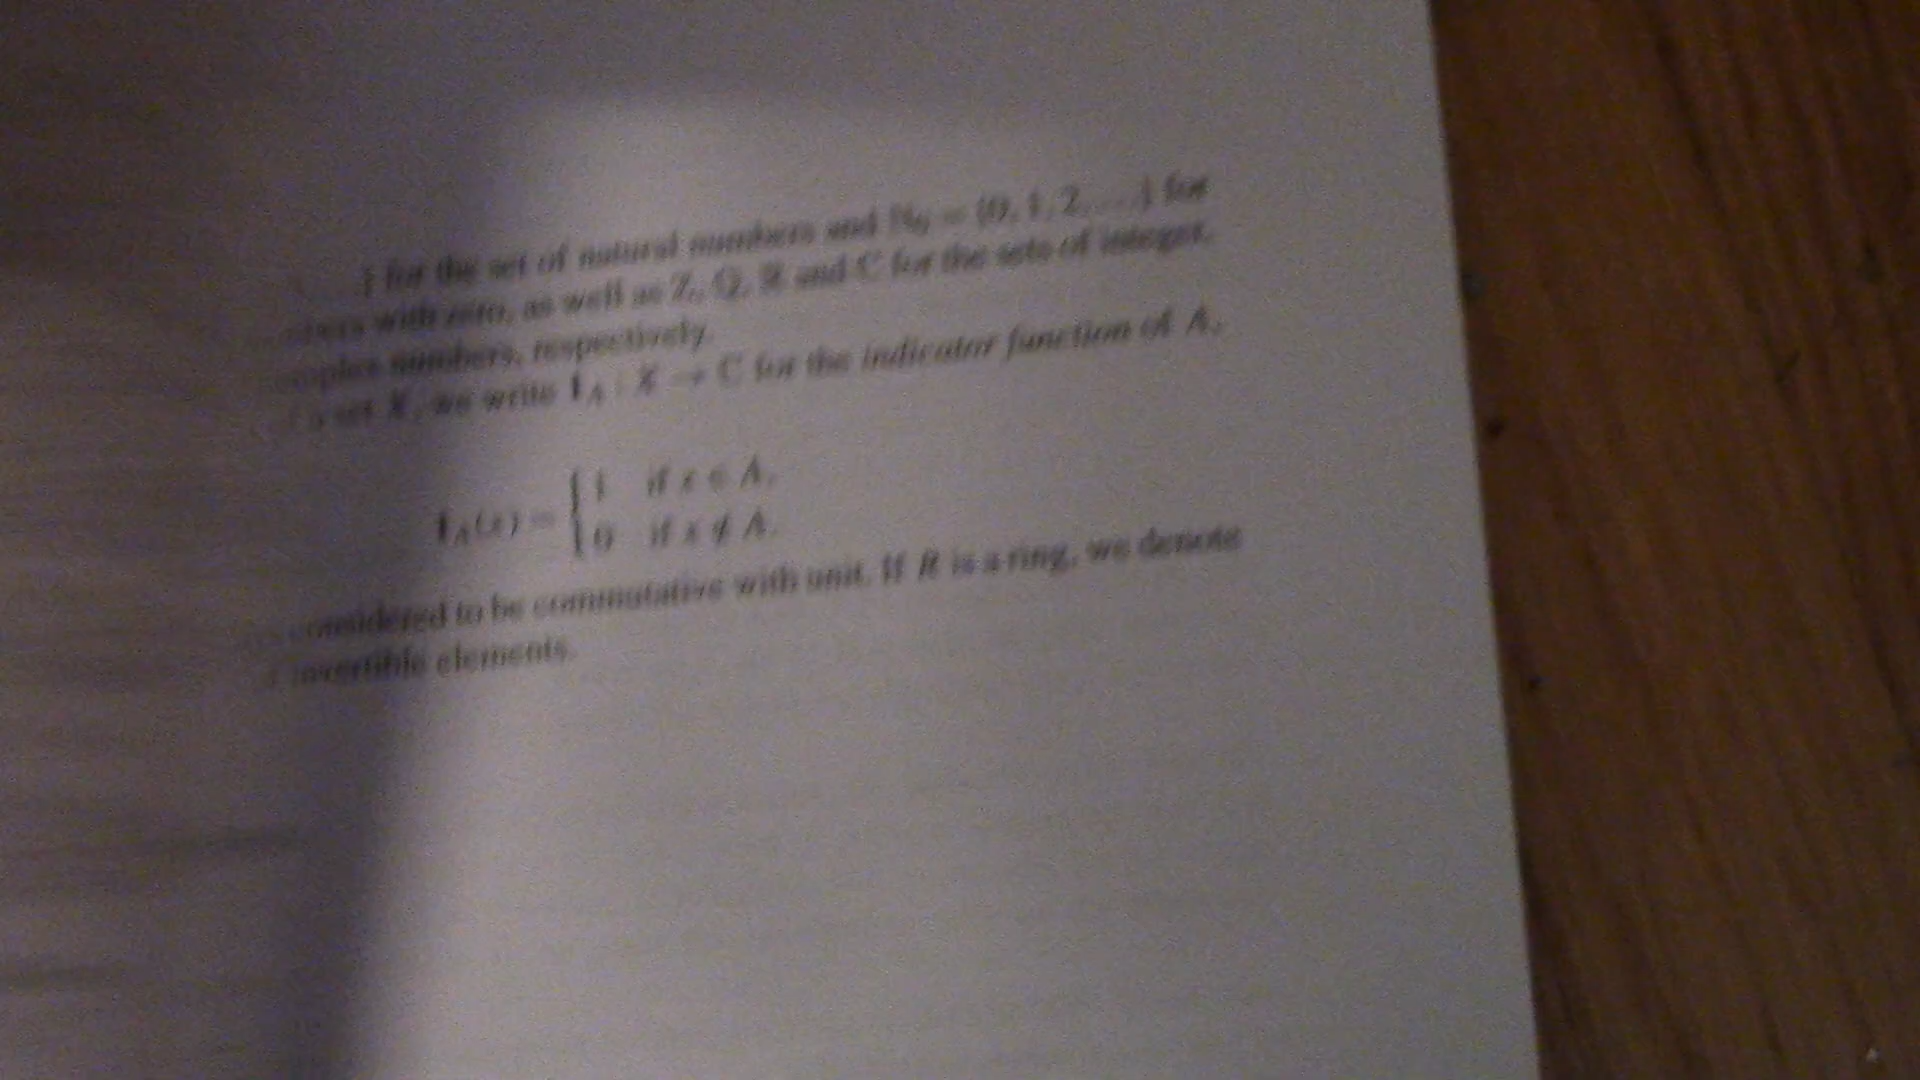 } for the set of natural numbers and ℕ₀ = {0, 1, 2, ...} for
with zero, as well as ℤ, ℚ, ℝ and ℂ for the sets of integer,
numbers, respectively.
set X, we write 1_A : X → ℂ for the indicator function of A,
1_A(x) = { 1 if x ∈ A,
0 if x ∉ A.
considered to be commutative with unit. If R is a ring, we denote
invertible elements.